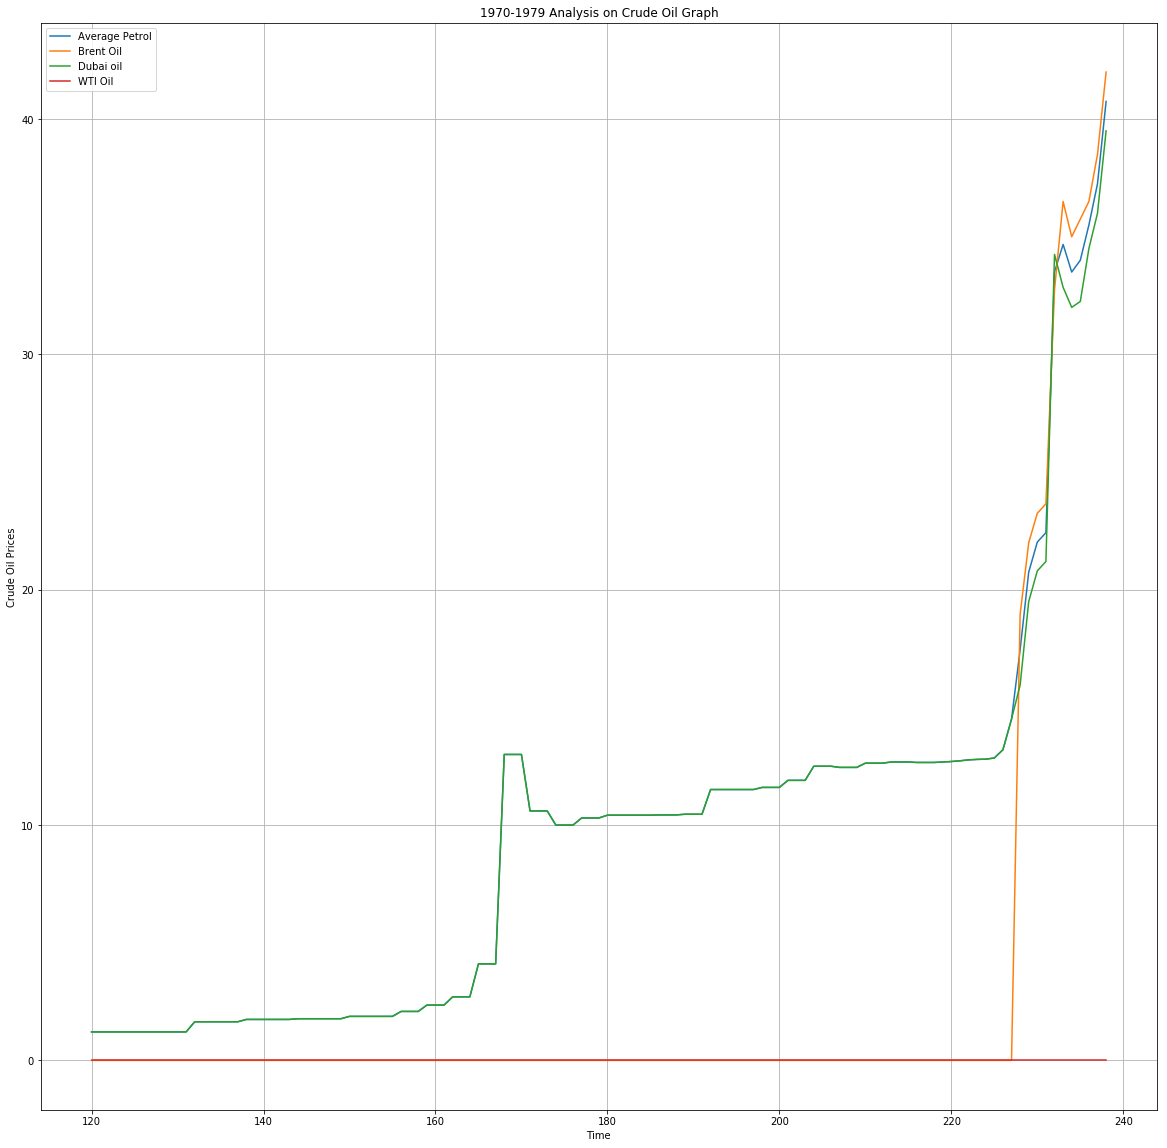 1970-1979 Analysis on Crude Oil Graph
Average Petrol
Brent Oil
Dubai oil
WTI Oil
40
30
20
10
0
Crude Oil Prices
120 140 160 180 200 220 240
Time